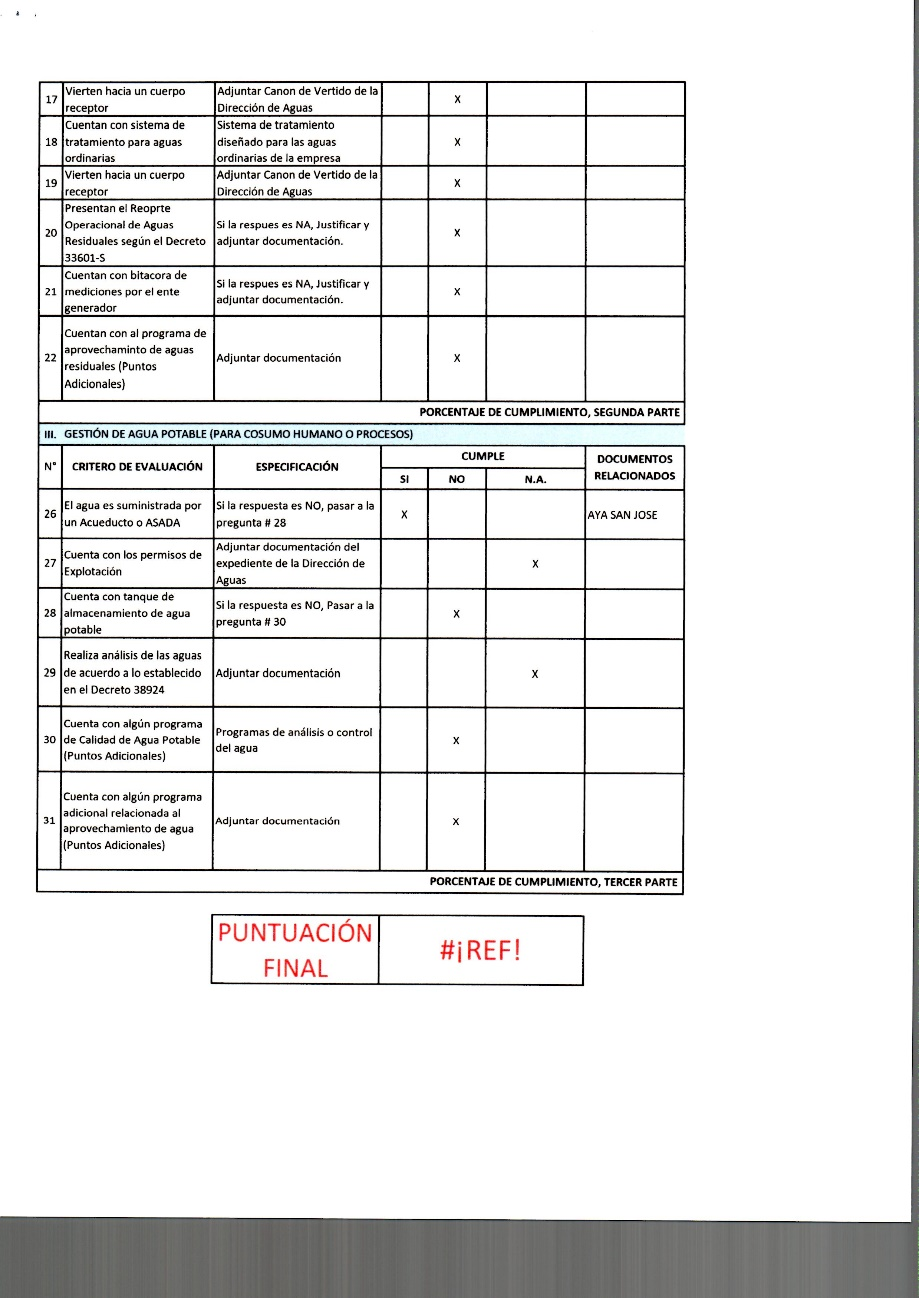 17 Vierten hacia un cuerpo receptor Adjuntar Canon de Vertido de la Dirección de Aguas X
18 Cuentan con sistema de tratamiento para aguas ordinarias Sistema de tratamiento diseñado para las aguas ordinarias de la empresa X
19 Vierten hacia un cuerpo receptor Adjuntar Canon de Vertido de la Dirección de Aguas X
20 Presentan el Reoprte Operacional de Aguas Residuales según el Decreto 33601-S Si la respues es NA, Justificar y adjuntar documentación. X
21 Cuentan con bitacora de mediciones por el ente generador Si la respues es NA, Justificar y adjuntar documentación. X
22 Cuentan con al programa de aprovechaminto de aguas residuales (Puntos Adicionales) Adjuntar documentación X
PORCENTAJE DE CUMPLIMIENTO, SEGUNDA PARTE
III. GESTIÓN DE AGUA POTABLE (PARA COSUMO HUMANO O PROCESOS)
N° CRITERO DE EVALUACIÓN ESPECIFICACIÓN CUMPLE DOCUMENTOS RELACIONADOS
SI NO N.A.
26 El agua es suministrada por un Acueducto o ASADA Si la respuesta es NO, pasar a la pregunta # 28 X AYA SAN JOSE
27 Cuenta con los permisos de Explotación Adjuntar documentación del expediente de la Dirección de Aguas X
28 Cuenta con tanque de almacenamiento de agua potable Si la respuesta es NO, Pasar a la pregunta # 30 X
29 Realiza análisis de las aguas de acuerdo a lo establecido en el Decreto 38924 Adjuntar documentación X
30 Cuenta con algún programa de Calidad de Agua Potable (Puntos Adicionales) Programas de análisis o control del agua X
31 Cuenta con algún programa adicional relacionada al aprovechamiento de agua (Puntos Adicionales) Adjuntar documentación X
PORCENTAJE DE CUMPLIMIENTO, TERCER PARTE
PUNTUACIÓN FINAL #¡REF!